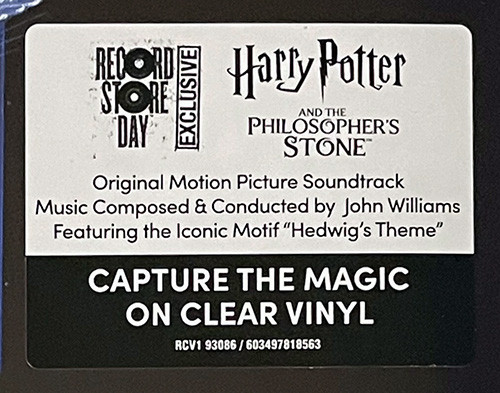 RECORD
STORE
DAY
EXCLUSIVE
Harry Potter
AND THE
PHILOSOPHER'S
STONE™
Original Motion Picture Soundtrack
Music Composed & Conducted by John Williams
Featuring the Iconic Motif “Hedwig’s Theme”
CAPTURE THE MAGIC
ON CLEAR VINYL
RCV1 93086 / 603497818563